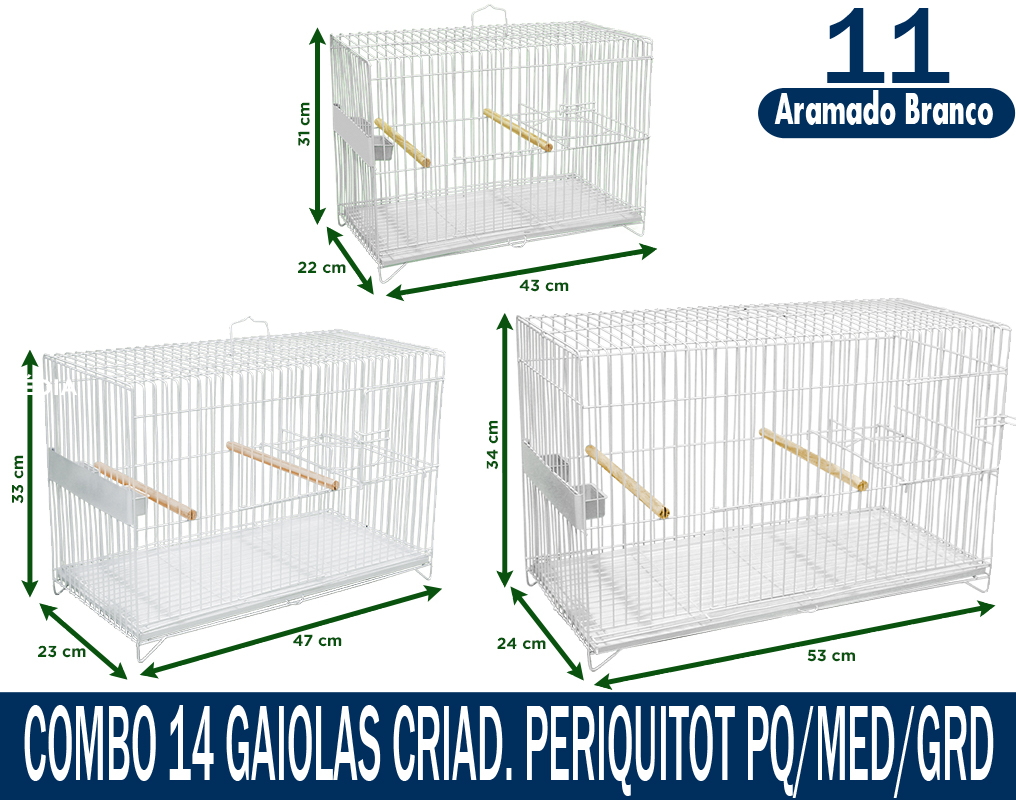 11
Aramado Branco
31 cm
22 cm
43 cm
33 cm
23 cm
47 cm
34 cm
24 cm
53 cm
COMBO 14 GAIOLAS CRIAD. PERIQUITOT PQ/MED/GRD